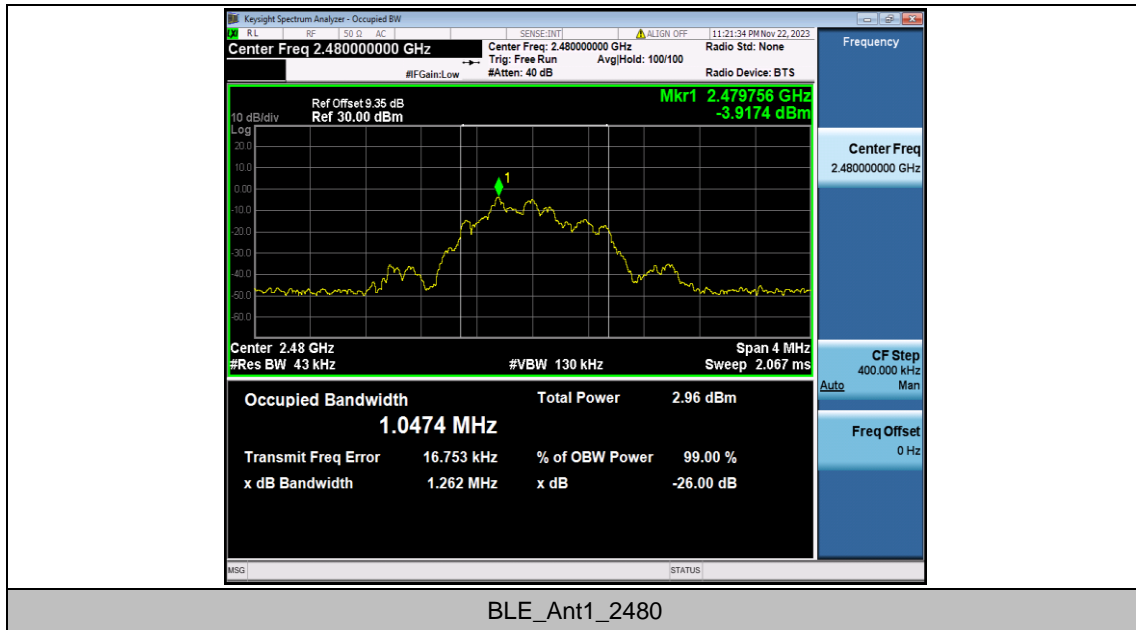 Keysight Spectrum Analyzer - Occupied BW
RL RF 50 Ω AC SENSE:INT ALIGN OFF 11:21:34 PM Nov 22, 2023
Center Freq 2.480000000 GHz Center Freq: 2.480000000 GHz Radio Std: None
Trig: Free Run Avg|Hold: 100/100
#IFGain:Low #Atten: 40 dB Radio Device: BTS
Frequency
Mkr1 2.479756 GHz
-3.9174 dBm
Ref Offset 9.35 dB
10 dB/div Ref 30.00 dBm
Log
20.0
10.0
0.00
-10.0
-20.0
-30.0
-40.0
-50.0
-60.0
1
Center 2.48 GHz Span 4 MHz
#Res BW 43 kHz #VBW 130 kHz Sweep 2.067 ms
Occupied Bandwidth Total Power 2.96 dBm
1.0474 MHz
Transmit Freq Error 16.753 kHz % of OBW Power 99.00 %
x dB Bandwidth 1.262 MHz x dB -26.00 dB
Center Freq
2.480000000 GHz
CF Step
400.000 kHz
Auto Man
Freq Offset
0 Hz
MSG STATUS
BLE_Ant1_2480